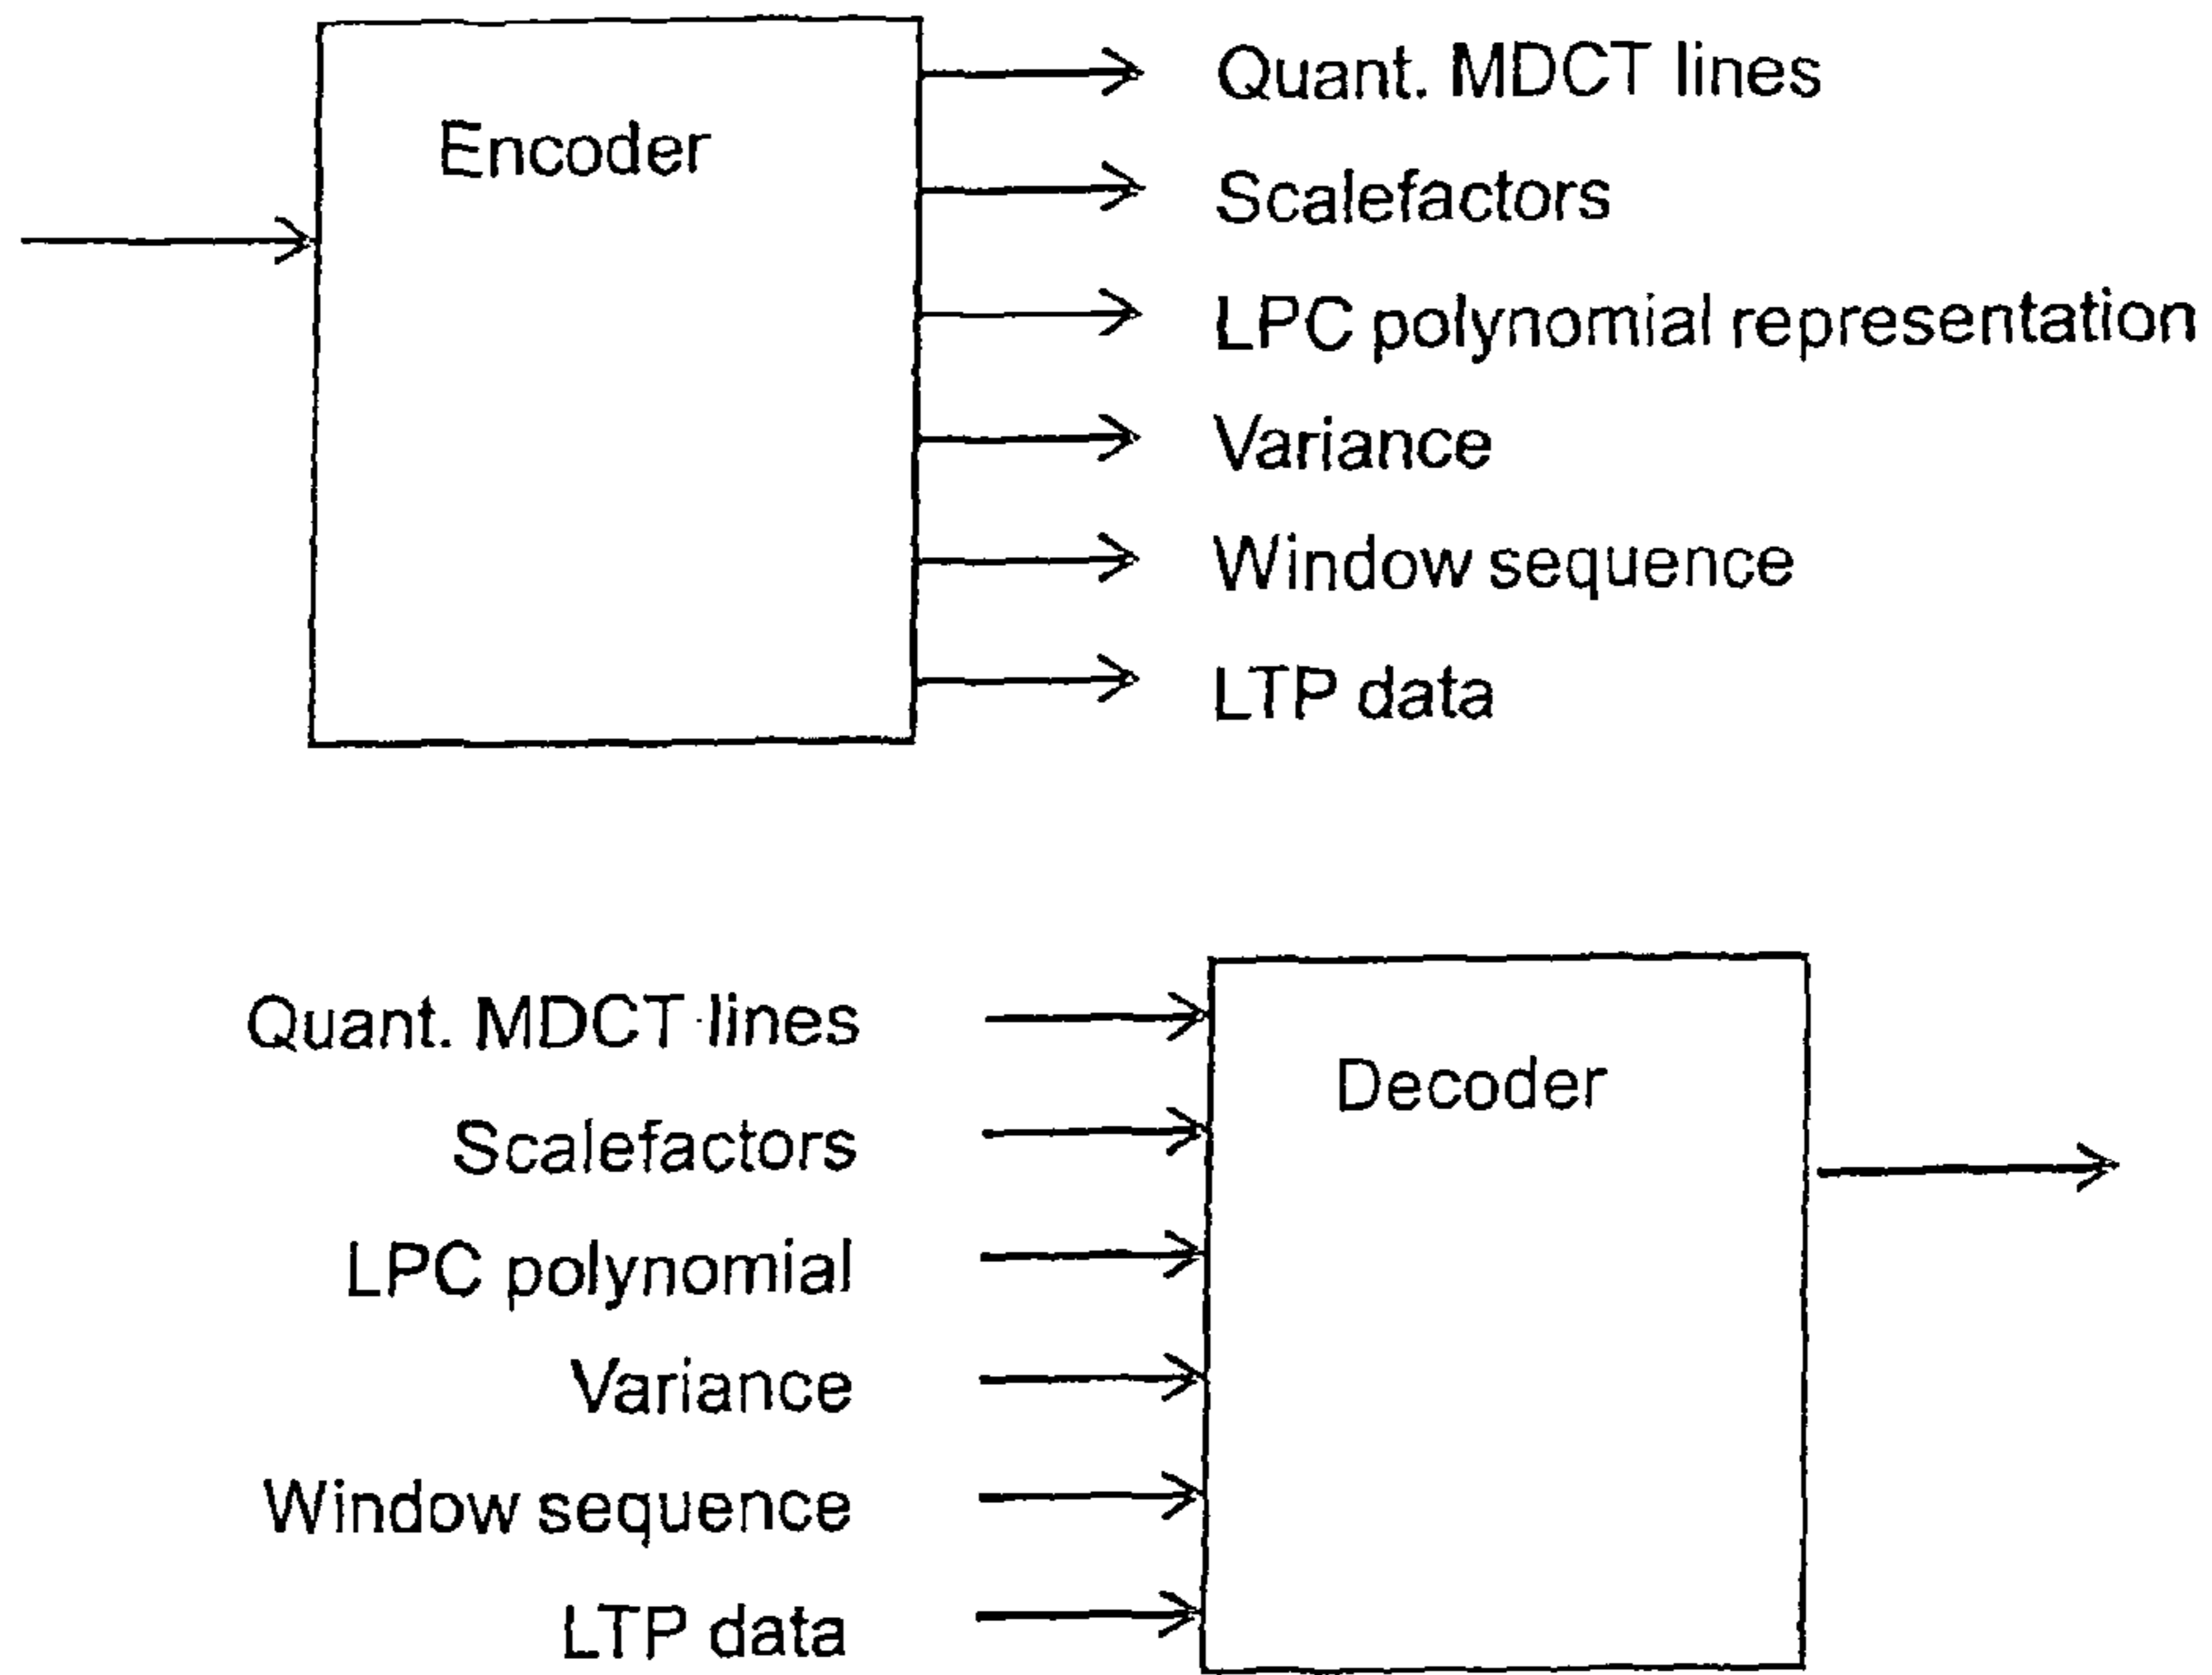 Encoder
Quant. MDCT lines
Scalefactors
LPC polynomial representation
Variance
Window sequence
LTP data
Decoder
Quant. MDCT lines
Scalefactors
LPC polynomial
Variance
Window sequence
LTP data